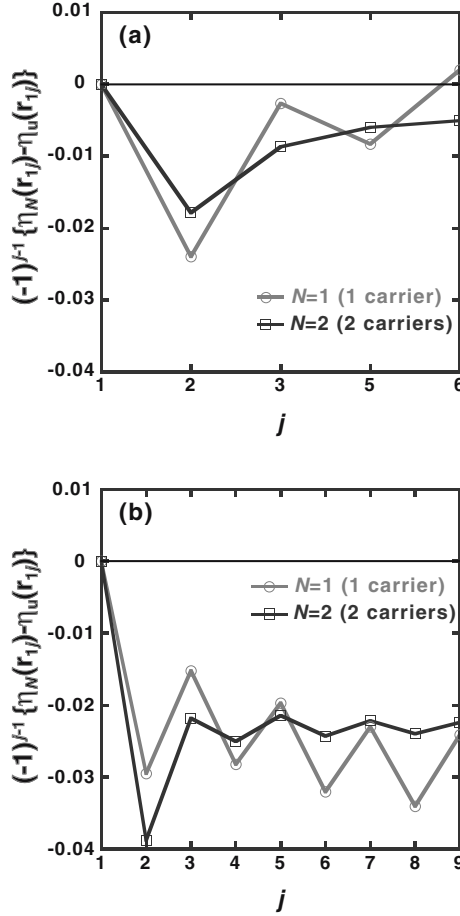 0.01
(a)
0
-0.01
-0.02
-0.03
-0.04
(-1)^{j-1} {η_N(r_{1j})-η_u(r_{1j})}
N=1 (1 carrier)
N=2 (2 carriers)
1 2 3 5 6
j
0.01
(b)
0
-0.01
-0.02
-0.03
-0.04
(-1)^{j-1} {η_N(r_{1j})-η_u(r_{1j})}
N=1 (1 carrier)
N=2 (2 carriers)
1 2 3 4 5 6 7 8 9
j